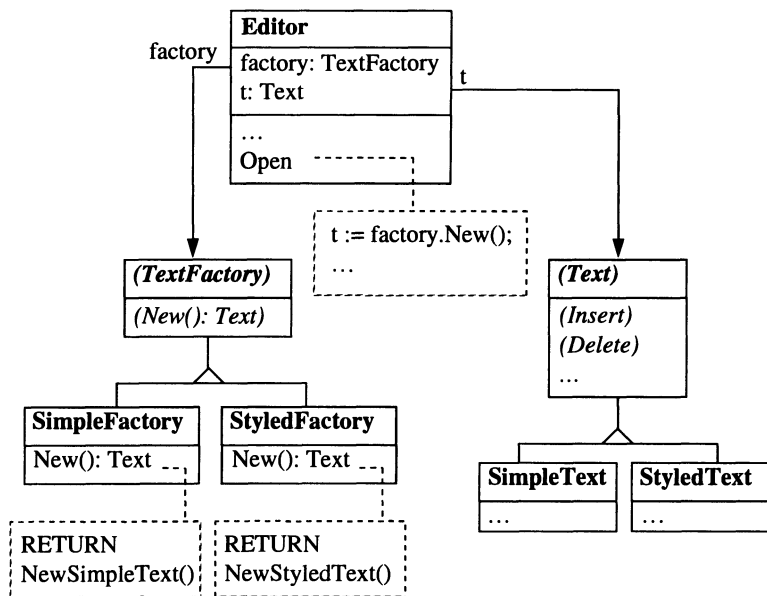 Editor
factory
factory: TextFactory
t: Text
t
…
Open
t := factory.New();
…
(TextFactory)
(New(): Text)
(Text)
(Insert)
(Delete)
…
SimpleFactory
New(): Text
StyledFactory
New(): Text
SimpleText
…
StyledText
…
RETURN
NewSimpleText()
RETURN
NewStyledText()